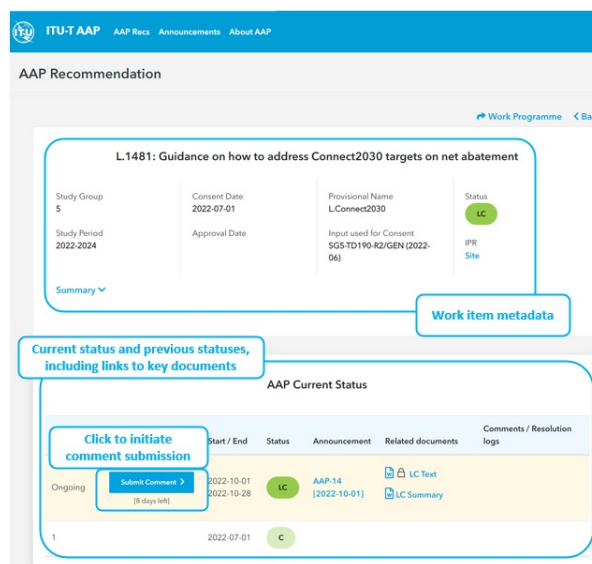 ITU-T AAP AAP Recs Announcements About AAP
AAP Recommendation
Work Programme
L.1481: Guidance on how to address Connect2030 targets on net abatement
Study Group Consent Date Provisional Name Status
5 2022-07-01 L.Connect2030 LC
Study Period Approval Date Input used for Consent IPR
2022-2024 SG5-TD190-R2/GEN (2022-06) Site
Summary
Work item metadata
Current status and previous statuses,
including links to key documents
AAP Current Status
Click to initiate
comment submission
Start / End Status Announcement Related documents Comments / Resolution
logs
Ongoing Submit Comment 2022-10-01 LC AAP-14 LC Text
[8 days left] 2022-10-28 [2022-10-01] LC Summary
1 2022-07-01 C